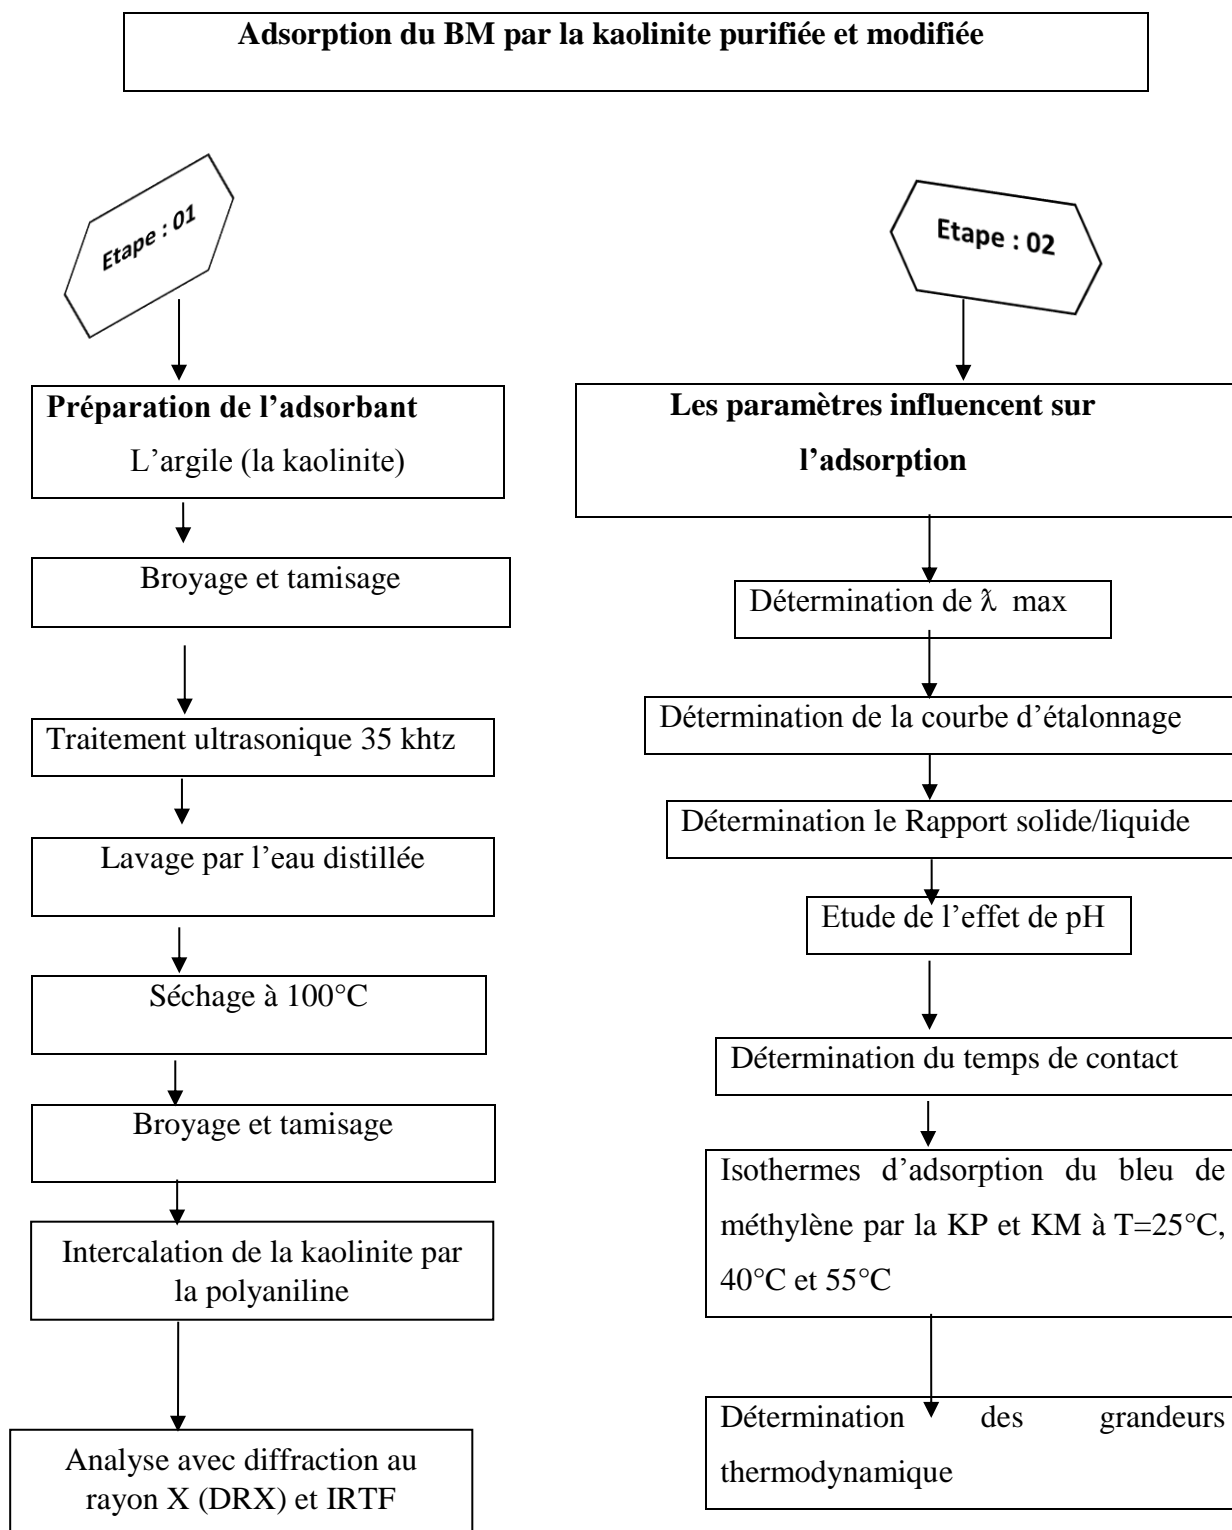 Adsorption du BM par la kaolinite purifiée et modifiée
Etape : 01
Préparation de l’adsorbant
L’argile (la kaolinite)
Broyage et tamisage
Traitement ultrasonique 35 khtz
Lavage par l’eau distillée
Séchage à 100°C
Broyage et tamisage
Intercalation de la kaolinite par
la polyaniline
Analyse avec diffraction au
rayon X (DRX) et IRTF
Etape : 02
Les paramètres influencent sur
l’adsorption
Détermination de ƛ max
Détermination de la courbe d’étalonnage
Détermination le Rapport solide/liquide
Etude de l’effet de pH
Détermination du temps de contact
Isothermes d’adsorption du bleu de
méthylène par la KP et KM à T=25°C,
40°C et 55°C
Détermination des grandeurs
thermodynamique